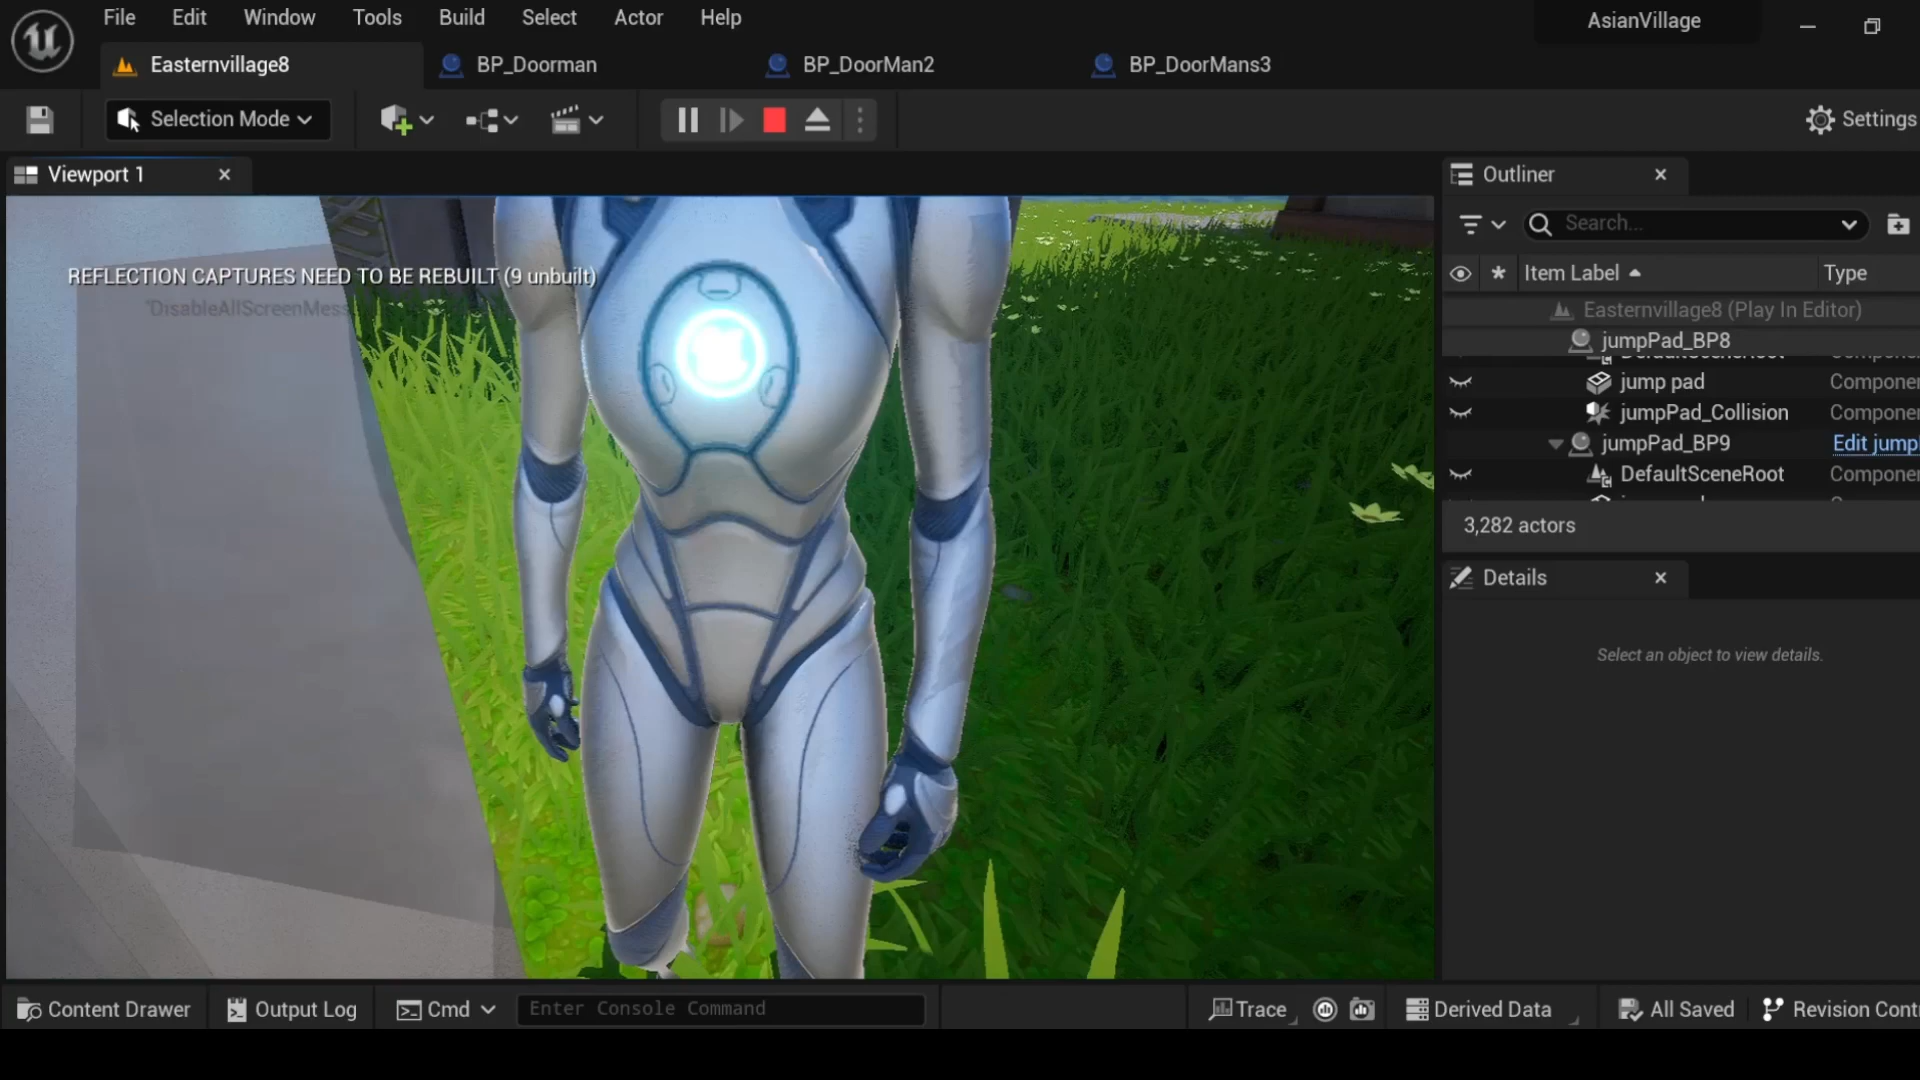 File Edit Window Tools Build Select Actor Help
AsianVillage
Easternvillage8
BP_Doorman
BP_DoorMan2
BP_DoorMans3
Selection Mode
Settings
Viewport 1
Outliner
REFLECTION CAPTURES NEED TO BE REBUILT (9 unbuilt)
Search...
Item Label Type
Easternvillage8 (Play In Editor)
jumpPad_BP8
jump pad
jumpPad_Collision
jumpPad_BP9
DefaultSceneRoot
3,282 actors
Details
Select an object to view details.
Content Drawer
Output Log
Cmd
Enter Console Command
Trace
Derived Data
All Saved
Revision